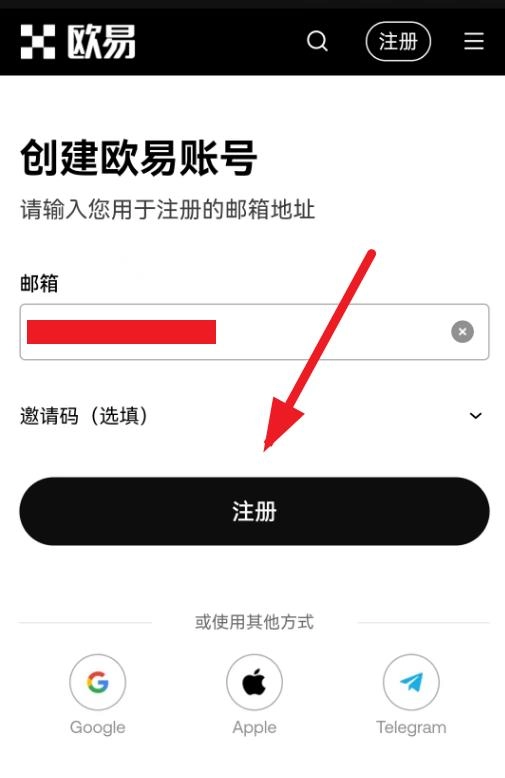 欧易
注册
创建欧易账号
请输入您用于注册的邮箱地址
邮箱
邀请码（选填）
注册
或使用其他方式
Google Apple Telegram